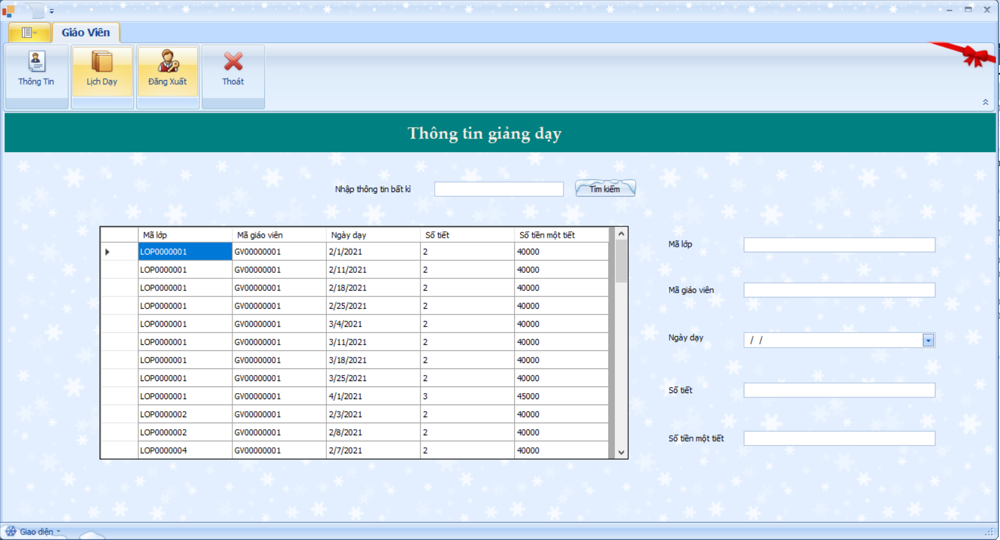 Giáo Viên
Thông Tin
Lịch Dạy
Đăng Xuất
Thoát
Thông tin giảng dạy
Nhập thông tin bất kì
Tìm kiếm
Mã lớp Mã giáo viên Ngày dạy Số tiết Số tiền một tiết
LOP0000001 GV00000001 2/1/2021 2 40000
LOP0000001 GV00000001 2/11/2021 2 40000
LOP0000001 GV00000001 2/18/2021 2 40000
LOP0000001 GV00000001 2/25/2021 2 40000
LOP0000001 GV00000001 3/4/2021 2 40000
LOP0000001 GV00000001 3/11/2021 2 40000
LOP0000001 GV00000001 3/18/2021 2 40000
LOP0000001 GV00000001 3/25/2021 2 40000
LOP0000001 GV00000001 4/1/2021 3 45000
LOP0000002 GV00000001 2/3/2021 2 40000
LOP0000002 GV00000001 2/8/2021 2 40000
LOP0000004 GV00000001 2/7/2021 2 40000
Mã lớp
Mã giáo viên
Ngày dạy / /
Số tiết
Số tiền một tiết
Giao diện